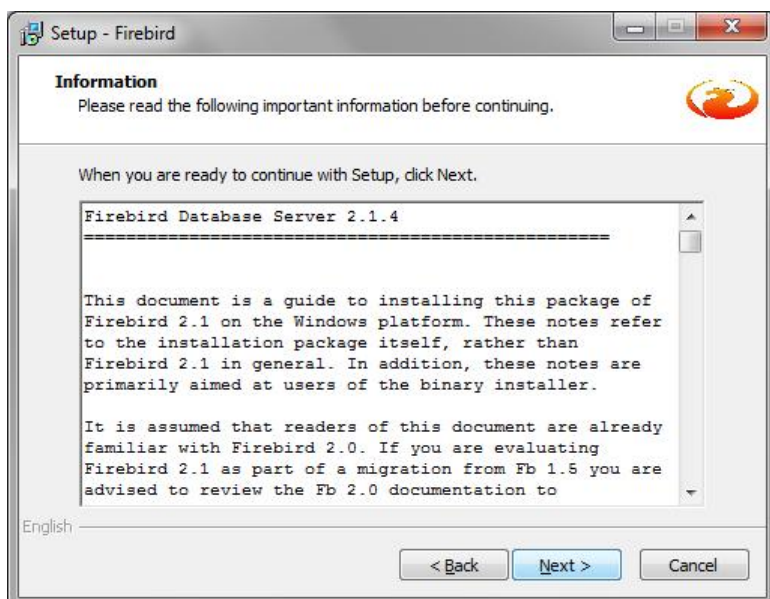 Setup - Firebird
Information
Please read the following important information before continuing.
When you are ready to continue with Setup, click Next.
Firebird Database Server 2.1.4
==================================================
This document is a guide to installing this package of
Firebird 2.1 on the Windows platform. These notes refer
to the installation package itself, rather than
Firebird 2.1 in general. In addition, these notes are
primarily aimed at users of the binary installer.
It is assumed that readers of this document are already
familiar with Firebird 2.0. If you are evaluating
Firebird 2.1 as part of a migration from Fb 1.5 you are
advised to review the Fb 2.0 documentation to
English
< Back
Next >
Cancel